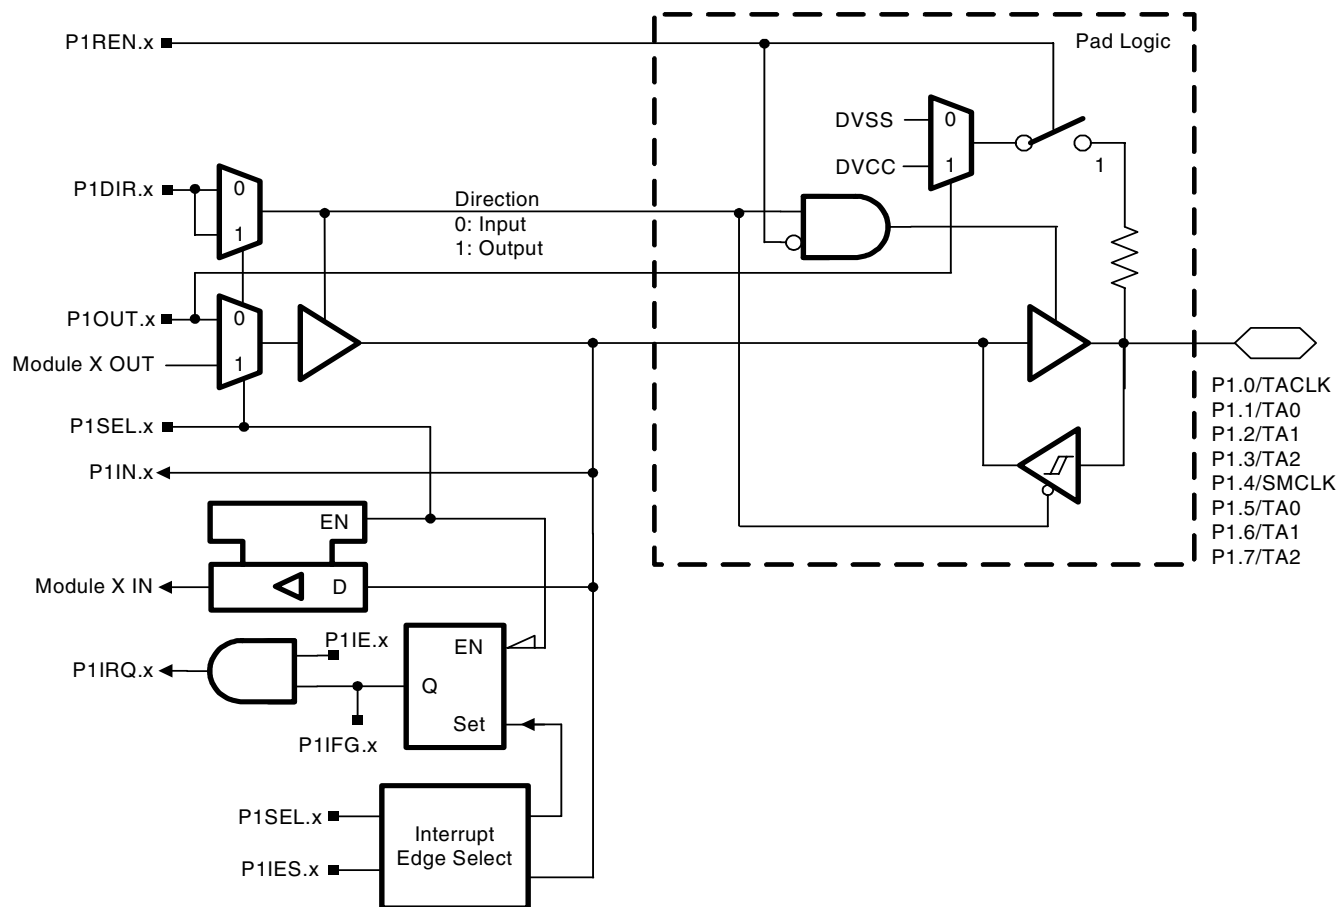 P1REN.x
Pad Logic
DVSS
0
DVCC
1
1
P1DIR.x
0
1
Direction
0: Input
1: Output
P1OUT.x
0
Module X OUT
1
P1SEL.x
P1IN.x
EN
Module X IN
D
P1.0/TACLK
P1.1/TA0
P1.2/TA1
P1.3/TA2
P1.4/SMCLK
P1.5/TA0
P1.6/TA1
P1.7/TA2
P1IE.x
P1IRQ.x
EN
Q
Set
P1IFG.x
P1SEL.x
P1IES.x
Interrupt
Edge Select